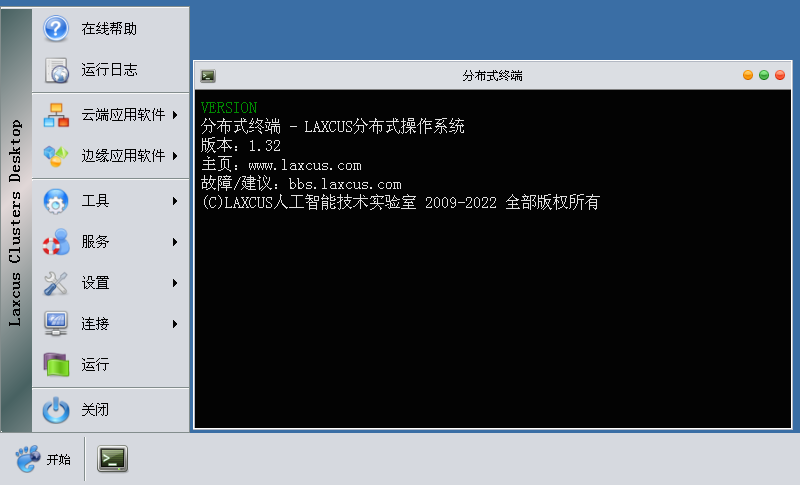 在线帮助
运行日志
云端应用软件
边缘应用软件
工具
服务
设置
连接
运行
关闭
Laxcus Clusters Desktop
分布式终端
VERSION
分布式终端 - LAXCUS分布式操作系统
版本: 1.32
主页: www.laxcus.com
故障/建议: bbs.laxcus.com
(C)LAXCUS人工智能技术实验室 2009-2022 全部版权所有
开始